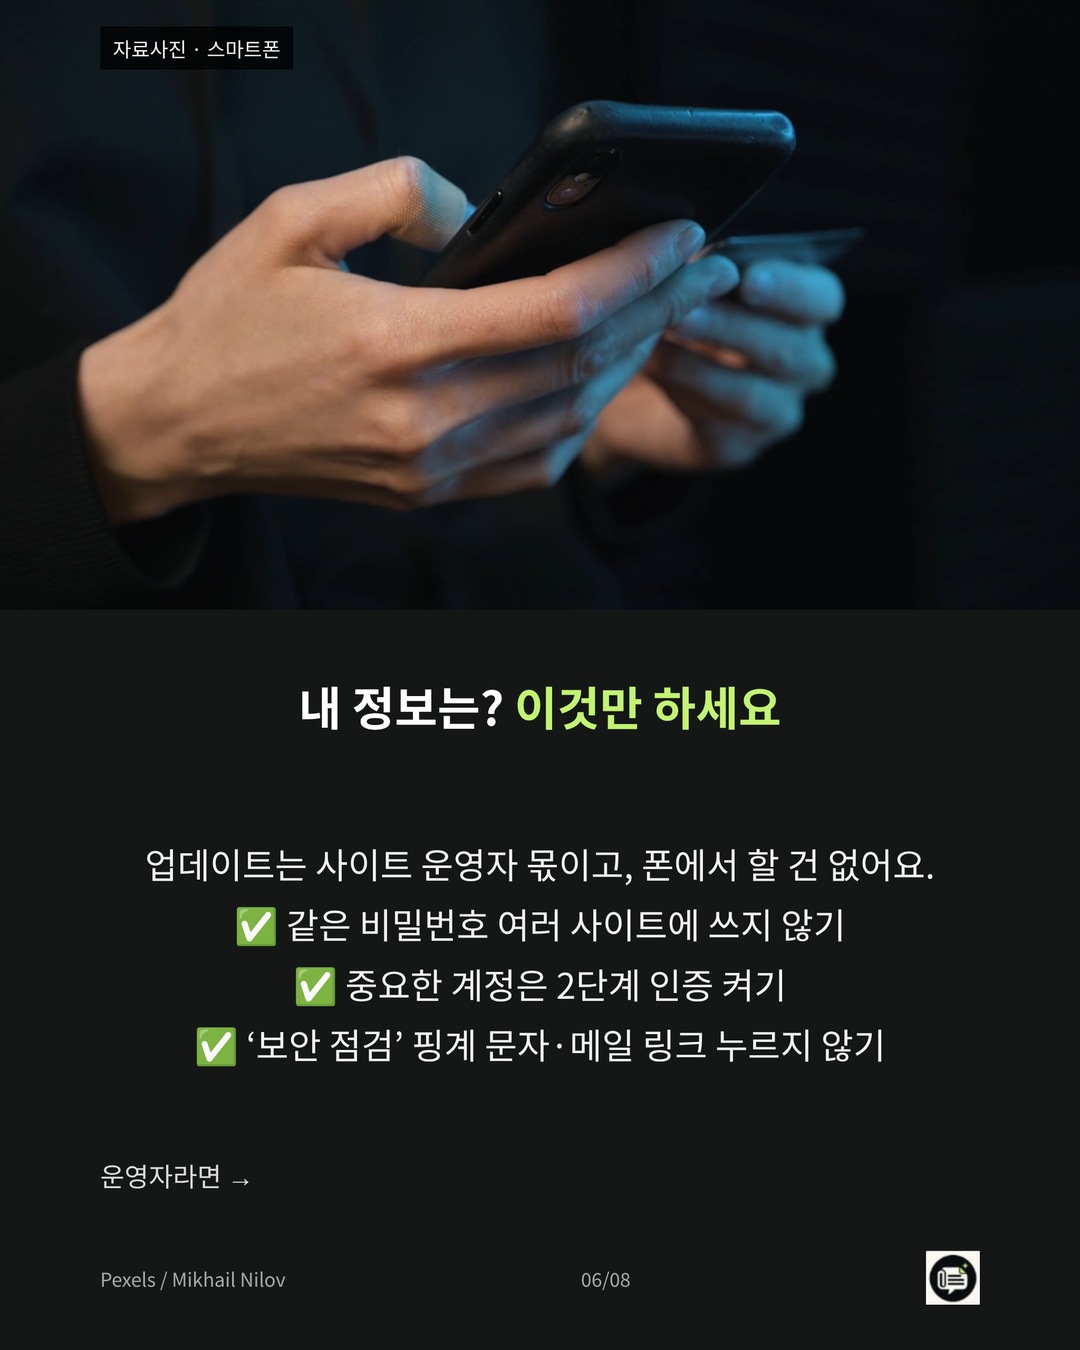 자료사진 · 스마트폰
내 정보는? 이것만 하세요
업데이트는 사이트 운영자 몫이고, 폰에서 할 건 없어요.
✅ 같은 비밀번호 여러 사이트에 쓰지 않기
✅ 중요한 계정은 2단계 인증 켜기
✅ ‘보안 점검’ 핑계 문자·메일 링크 누르지 않기
운영자라면 →
Pexels / Mikhail Nilov
06/08